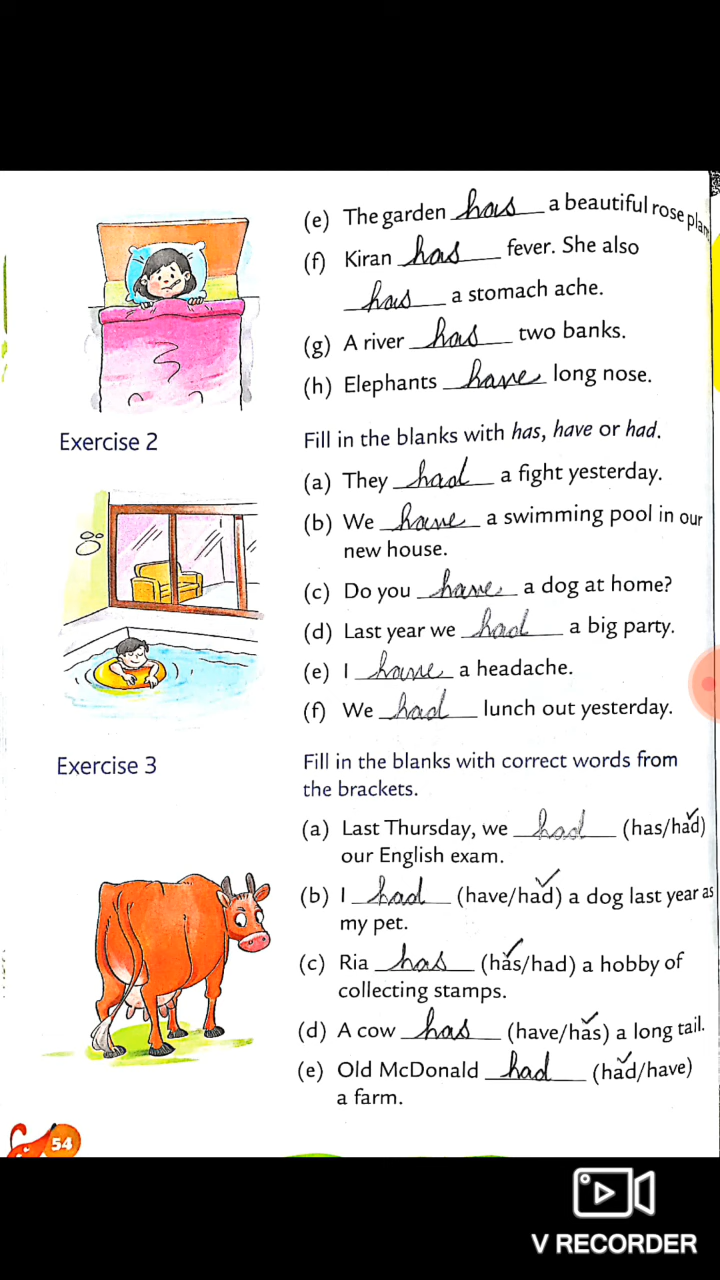 (e) The garden has a beautiful rose plant
(f) Kiran has fever. She also
has a stomach ache.
(g) A river has two banks.
(h) Elephants have long nose.
Exercise 2 Fill in the blanks with has, have or had.
(a) They had a fight yesterday.
(b) We have a swimming pool in our
new house.
(c) Do you have a dog at home?
(d) Last year we had a big party.
(e) I have a headache.
(f) We had lunch out yesterday.
Exercise 3 Fill in the blanks with correct words from
the brackets.
(a) Last Thursday, we had (has/had)
our English exam.
(b) I had (have/had) a dog last year as
my pet.
(c) Ria has (has/had) a hobby of
collecting stamps.
(d) A cow has (have/has) a long tail.
(e) Old McDonald had (had/have)
a farm.
54
V RECORDER